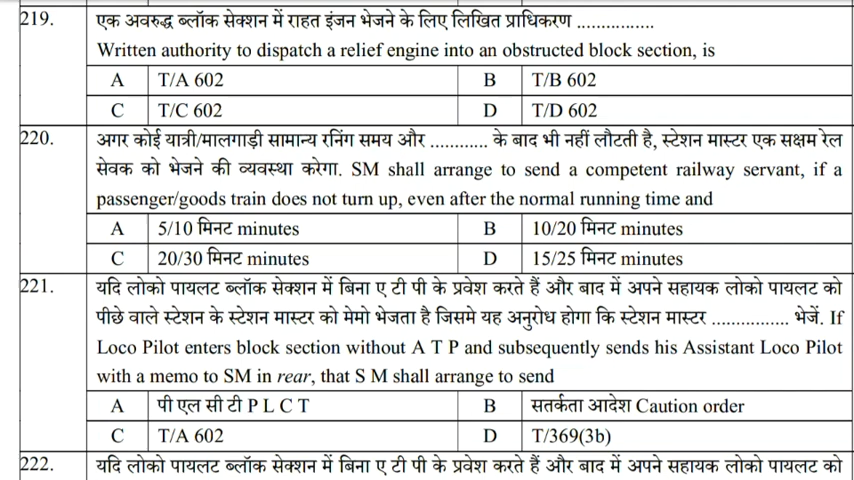 219. एक अवरुद्ध ब्लॉक सेक्शन में राहत इंजन भेजने के लिए लिखित प्राधिकरण ................
Written authority to dispatch a relief engine into an obstructed block section, is
A T/A 602 B T/B 602
C T/C 602 D T/D 602
220. अगर कोई यात्री/मालगाड़ी सामान्य रनिंग समय और ............ के बाद भी नहीं लौटती है, स्टेशन मास्टर एक सक्षम रेल
सेवक को भेजने की व्यवस्था करेगा. SM shall arrange to send a competent railway servant, if a
passenger/goods train does not turn up, even after the normal running time and
A 5/10 मिनट minutes B 10/20 मिनट minutes
C 20/30 मिनट minutes D 15/25 मिनट minutes
221. यदि लोको पायलट ब्लॉक सेक्शन में बिना ए टी पी के प्रवेश करते हैं और बाद में अपने सहायक लोको पायलट को
पीछे वाले स्टेशन के स्टेशन मास्टर को मेमो भेजता है जिसमे यह अनुरोध होगा कि स्टेशन मास्टर ................ भेजें. If
Loco Pilot enters block section without A T P and subsequently sends his Assistant Loco Pilot
with a memo to SM in rear, that S M shall arrange to send
A पी एल सी टी P L C T B सतर्कता आदेश Caution order
C T/A 602 D T/369(3b)
222. यदि लोको पायलट ब्लॉक सेक्शन में बिना ए टी पी के प्रवेश करते हैं और बाद में अपने सहायक लोको पायलट को